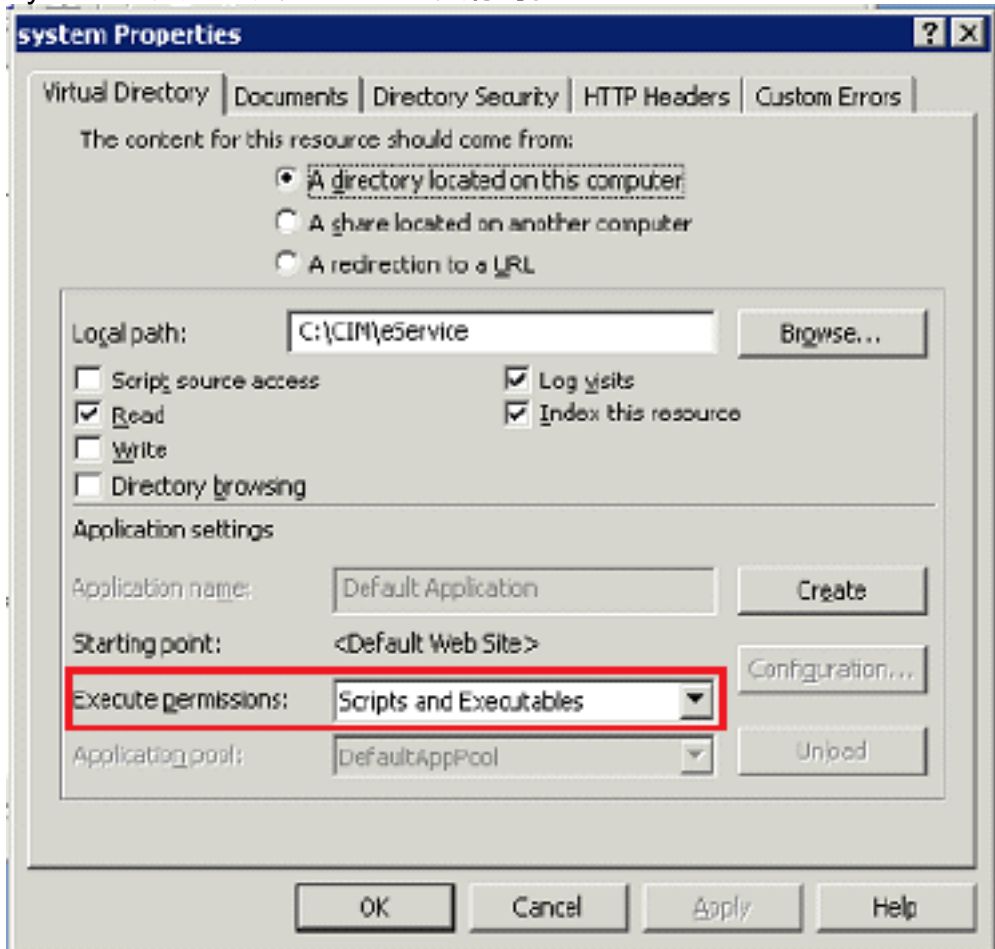 system Properties
Virtual Directory Documents Directory Security HTTP Headers Custom Errors
The content for this resource should come from:
A directory located on this computer
A share located on another computer
A redirection to a URL
Local path: C:\CIM\eService Browse...
Script source access Log visits
Read Index this resource
Write
Directory browsing
Application settings
Application name: Default Application Create
Starting point: <Default Web Site>
Configuration...
Execute permissions: Scripts and Executables
Application pool: DefaultAppPool Unload
OK Cancel Apply Help